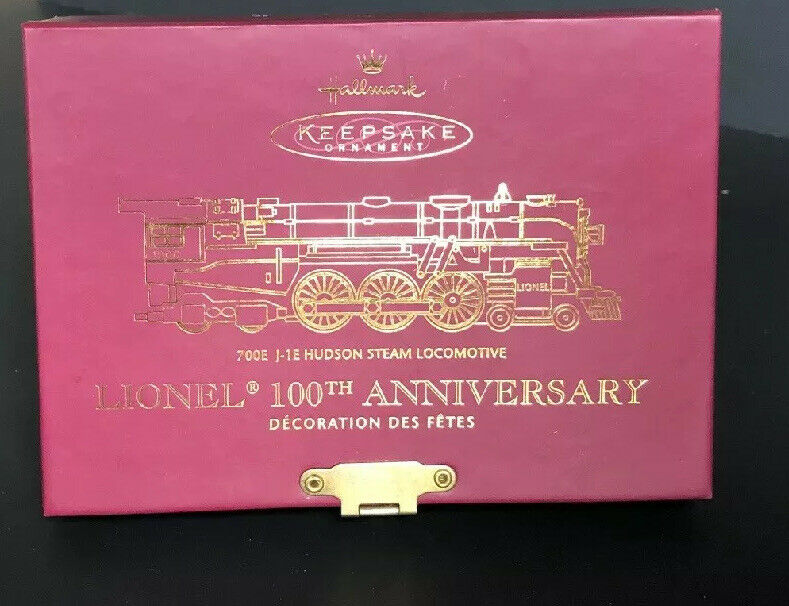 Hallmark
KEEPSAKE
ORNAMENT
LIONEL
700E J-1E HUDSON STEAM LOCOMOTIVE
LIONEL® 100TH ANNIVERSARY
DÉCORATION DES FÊTES